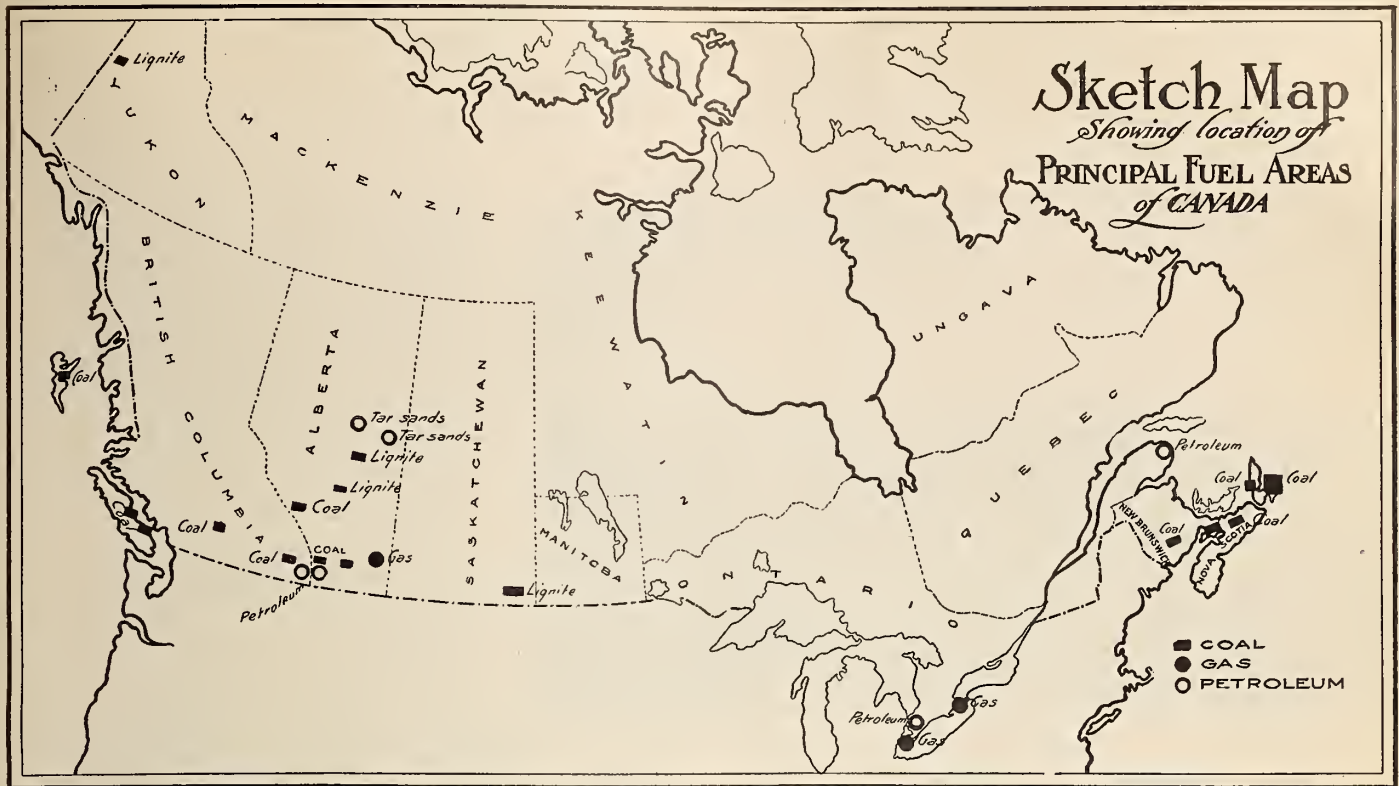 Sketch Map
Showing location of
PRINCIPAL FUEL AREAS
of CANADA
Lignite
YUKON
MACKENZIE
KEEWATIN
BRITISH COLUMBIA
UNGAVA
ALBERTA
SASKATCHEWAN
QUEBEC
Coal
Tar sands
Tar sands
Lignite
Lignite
Coal
Petroleum
Coal
Coal
NEW BRUNSWICK
Coal
Coal
NOVA SCOTIA
MANITOBA
Coal
Coal
Coal
COAL
Gas
Petroleum
Lignite
ONTARIO
COAL
GAS
PETROLEUM
Gas
Petroleum
Gas